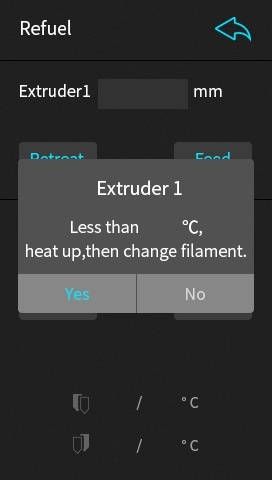 Refuel
Extruder1 mm
Retreat Feed
Extruder 1
Less than ℃,
heat up,then change filament.
Yes No
/ °C
/ °C